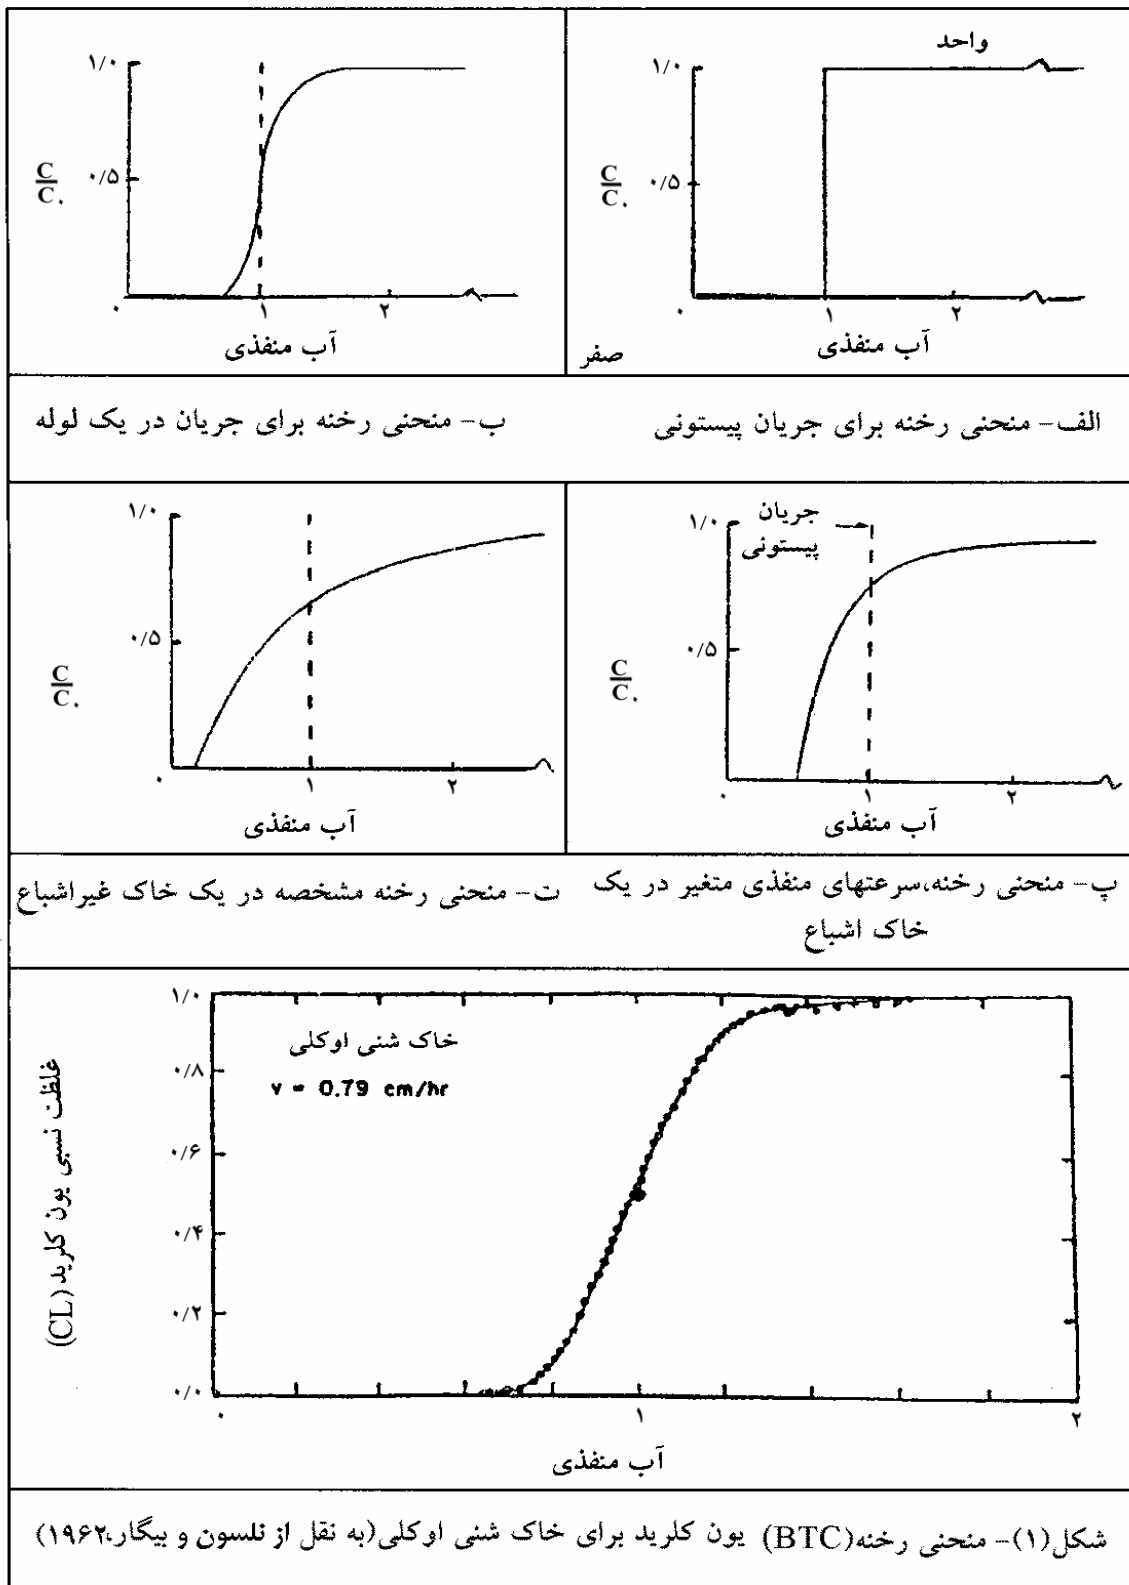 واحد
۱/۰
۰/۵
C
C.
۰
۱
۲
آب منفذی
صفر
۱/۰
۰/۵
C
C.
۰
۱
۲
آب منفذی
الف- منحنی رخنه برای جریان پیستونی
ب- منحنی رخنه برای جریان در یک لوله
جریان
پیستونی
۱/۰
۰/۵
C
C.
۰
۱
۲
آب منفذی
۱/۰
۰/۵
C
C.
۰
۱
۲
آب منفذی
پ- منحنی رخنه،سرعتهای منفذی متغیر در یک
خاک اشباع
ت- منحنی رخنه مشخصه در یک خاک غیراشباع
غلظت نسبی یون کلرید (CL)
۱/۰
۰/۸
۰/۶
۰/۴
۰/۲
۰/۰
خاک شنی اوکلی
v = 0.79 cm/hr
۰
۱
۲
آب منفذی
شکل(۱)- منحنی رخنه(BTC) یون کلرید برای خاک شنی اوکلی(به نقل از نلسون و بیگار،۱۹۶۲)